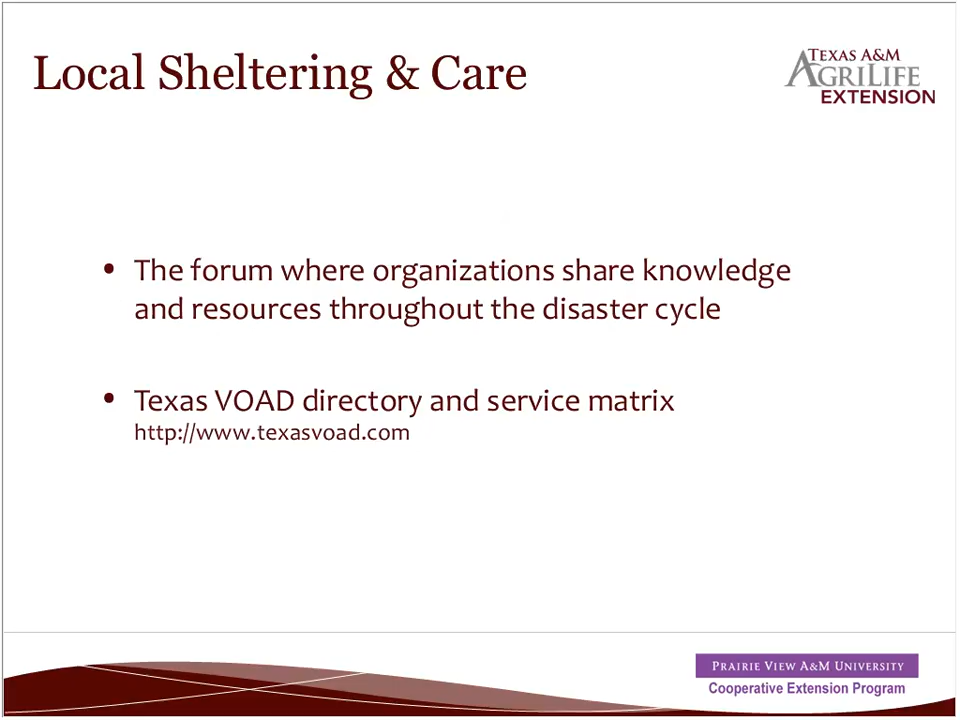 Local Sheltering & Care
TEXAS A&M
AGRILIFE
EXTENSION
• The forum where organizations share knowledge
and resources throughout the disaster cycle
• Texas VOAD directory and service matrix
http://www.texasvoad.com
PRAIRIE VIEW A&M UNIVERSITY
Cooperative Extension Program